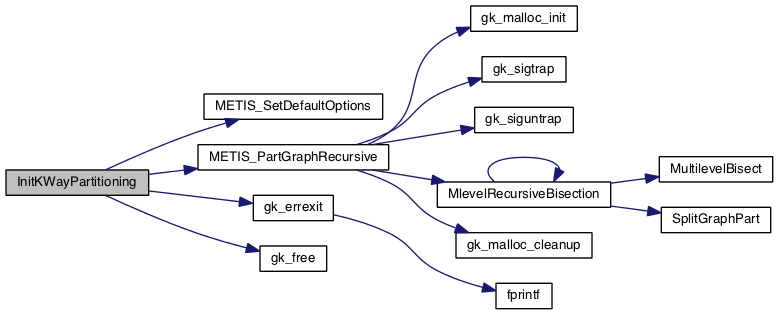 gk_malloc_init
gk_sigtrap
METIS_SetDefaultOptions
gk_siguntrap
METIS_PartGraphRecursive
MultilevelBisect
InitKWayPartitioning
MlevelRecursiveBisection
gk_errexit
SplitGraphPart
gk_malloc_cleanup
gk_free
fprintf